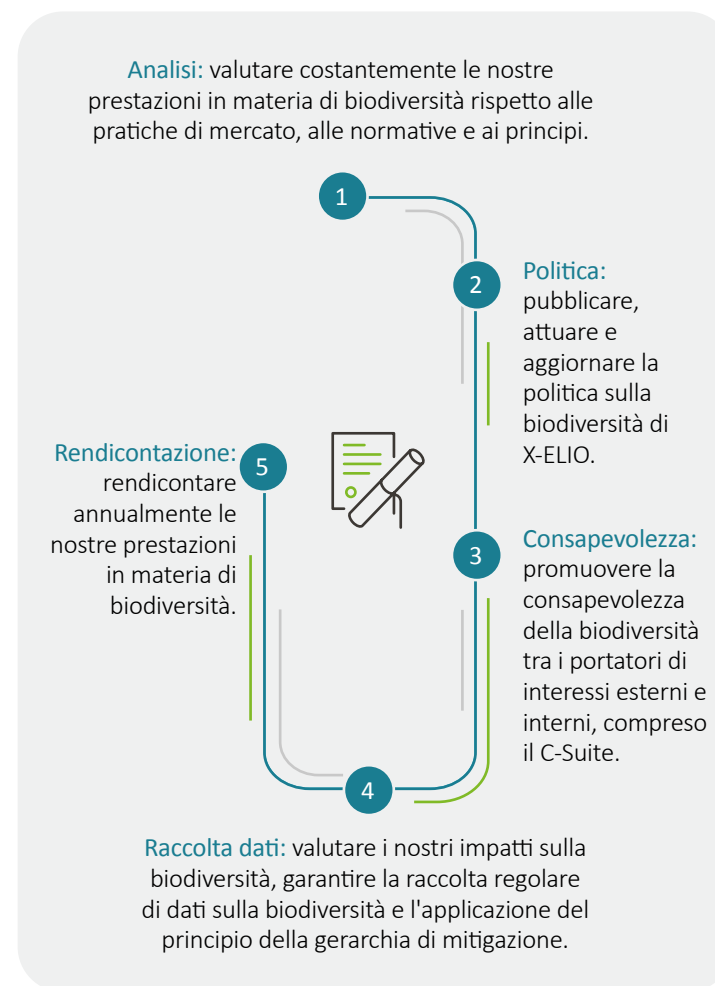 Analisi: valutare costantemente le nostre
prestazioni in materia di biodiversità rispetto alle
pratiche di mercato, alle normative e ai principi.
1
2
Politica:
pubblicare,
attuare e
aggiornare la
politica sulla
biodiversità di
X-ELIO.
3
Consapevolezza:
promuovere la
consapevolezza
della biodiversità
tra i portatori di
interessi esterni e
interni, compreso
il C-Suite.
4
Raccolta dati: valutare i nostri impatti sulla
biodiversità, garantire la raccolta regolare
di dati sulla biodiversità e l'applicazione del
principio della gerarchia di mitigazione.
5
Rendicontazione:
rendicontare
annualmente le
nostre prestazioni
in materia di
biodiversità.